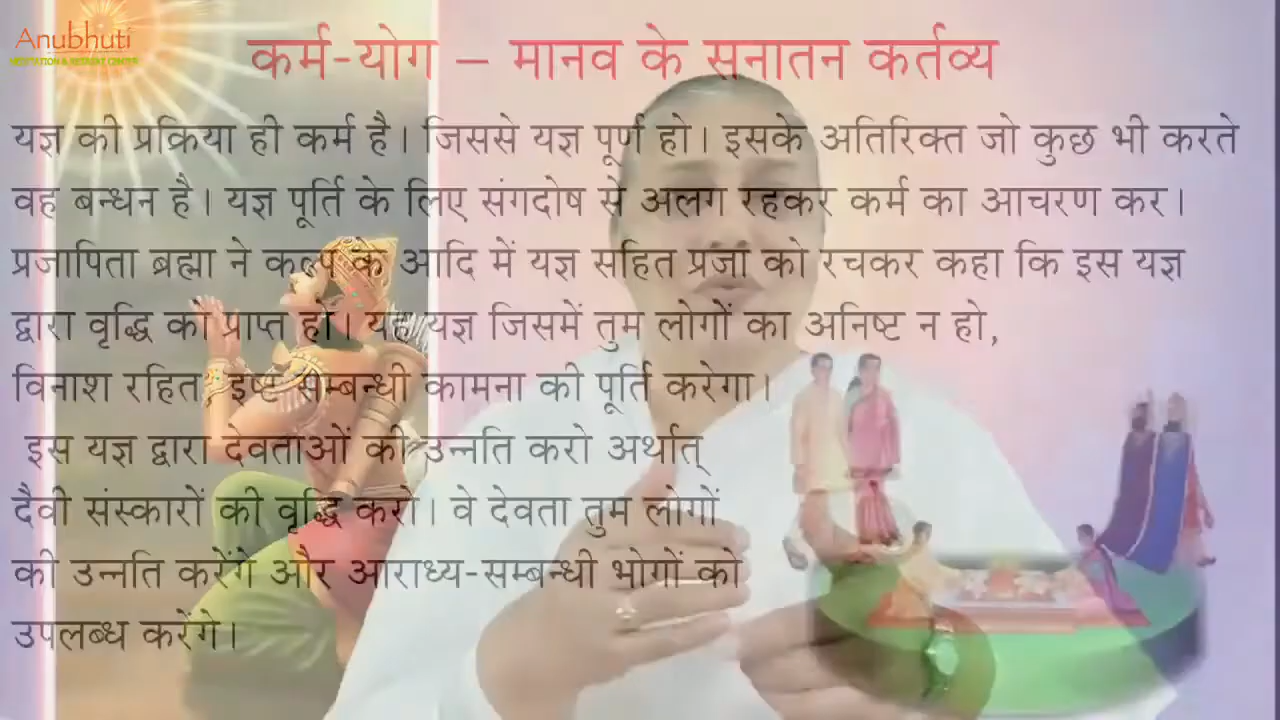 Anubhuti
MEDITATION & RETREAT CENTER
कर्म-योग – मानव के सनातन कर्तव्य
यज्ञ की प्रक्रिया ही कर्म है। जिससे यज्ञ पूर्ण हो। इसके अतिरिक्त जो कुछ भी करते
वह बन्धन है। यज्ञ पूर्ति के लिए संगदोष से अलग रहकर कर्म का आचरण कर।
प्रजापिता ब्रह्मा ने कल्प के आदि में यज्ञ सहित प्रजा को रचकर कहा कि इस यज्ञ
द्वारा वृद्धि को प्राप्त हो। यह यज्ञ जिसमें तुम लोगों का अनिष्ट न हो,
विनाश रहित, इष्ट सम्बन्धी कामना की पूर्ति करेगा।
इस यज्ञ द्वारा देवताओं की उन्नति करो अर्थात्
दैवी संस्कारों की वृद्धि करो। वे देवता तुम लोगों
की उन्नति करेंगे और आराध्य-सम्बन्धी भोगों को
उपलब्ध करेंगे।